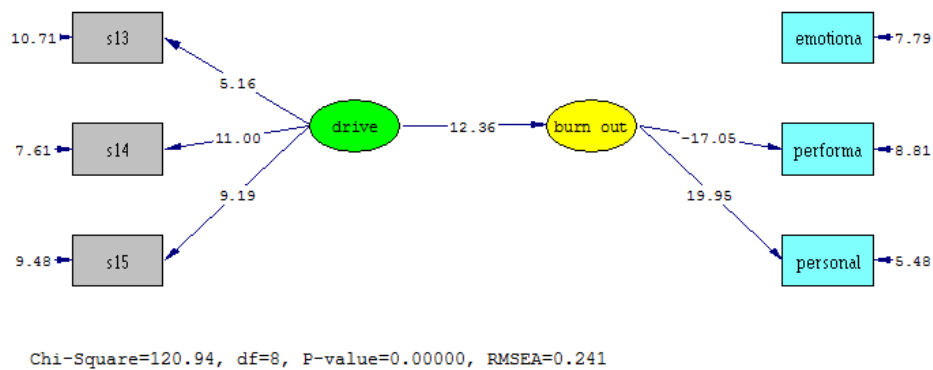 10.71 s13 emotiona 7.79
5.16
7.61 s14 11.00 drive 12.36 burn out -17.05 performa 8.81
9.19 19.95
9.48 s15 personal 5.48
Chi-Square=120.94, df=8, P-value=0.00000, RMSEA=0.241